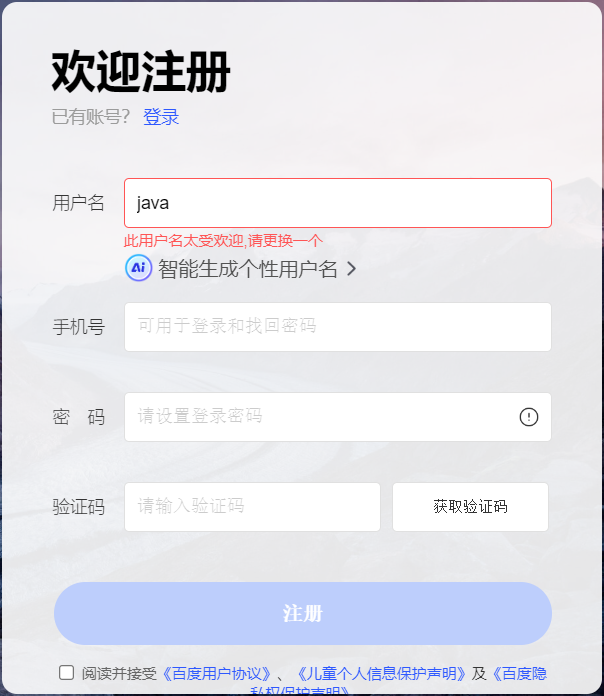 欢迎注册
已有账号? 登录
用户名 java
此用户名太受欢迎,请更换一个
Ai 智能生成个性用户名
手机号 可用于登录和找回密码
密 码 请设置登录密码
验证码 请输入验证码 获取验证码
注册
阅读并接受《百度用户协议》、《儿童个人信息保护声明》及《百度隐
私权保护声明》